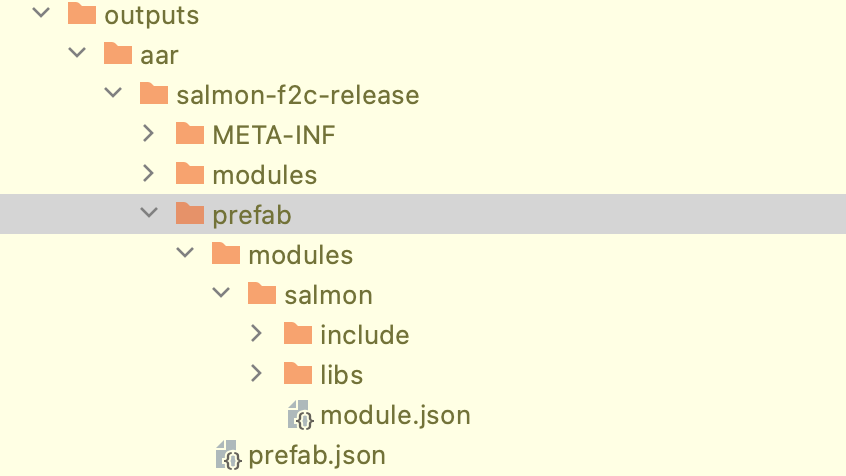 outputs
aar
salmon-f2c-release
META-INF
modules
prefab
modules
salmon
include
libs
module.json
prefab.json